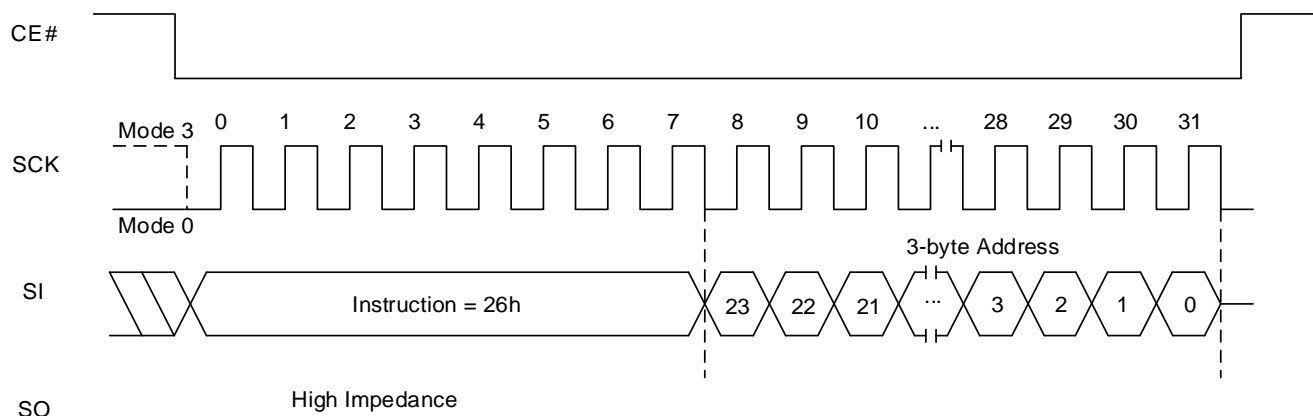 CE#
Mode 3 0 1 2 3 4 5 6 7 8 9 10 ... 28 29 30 31
SCK
Mode 0
3-byte Address
SI Instruction = 26h 23 22 21 ... 3 2 1 0
High Impedance
SO